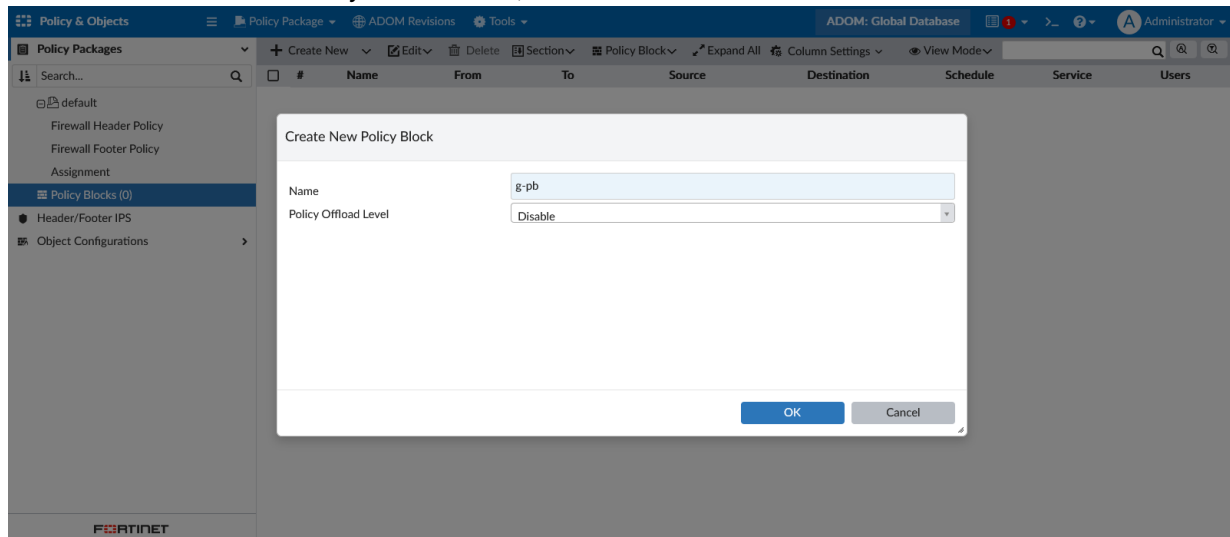 Policy & Objects
Policy Package
ADOM Revisions
Tools
ADOM: Global Database
1
>_
?
A
Administrator
Policy Packages
Create New
Edit
Delete
Section
Policy Block
Expand All
Column Settings
View Mode
Search...
#
Name
From
To
Source
Destination
Schedule
Service
Users
default
Firewall Header Policy
Firewall Footer Policy
Assignment
Policy Blocks (0)
Header/Footer IPS
Object Configurations
Create New Policy Block
Name
g-pb
Policy Offload Level
Disable
OK
Cancel
FORTINET